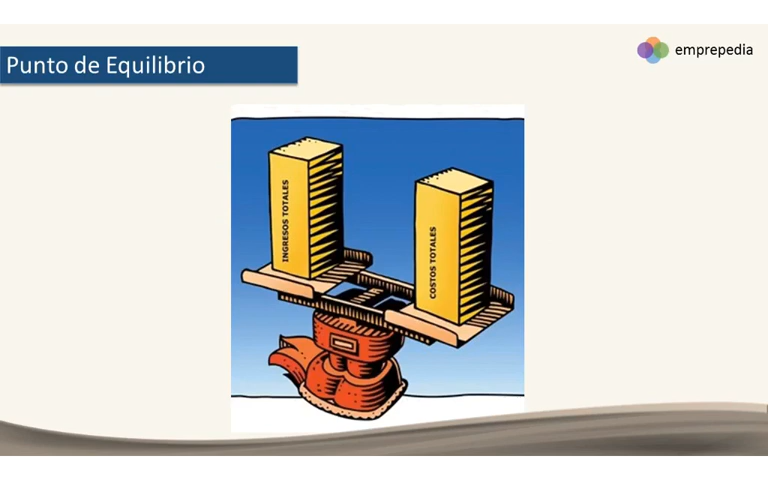 Punto de Equilibrio
emprepedia
INGRESOS TOTALES
COSTOS TOTALES